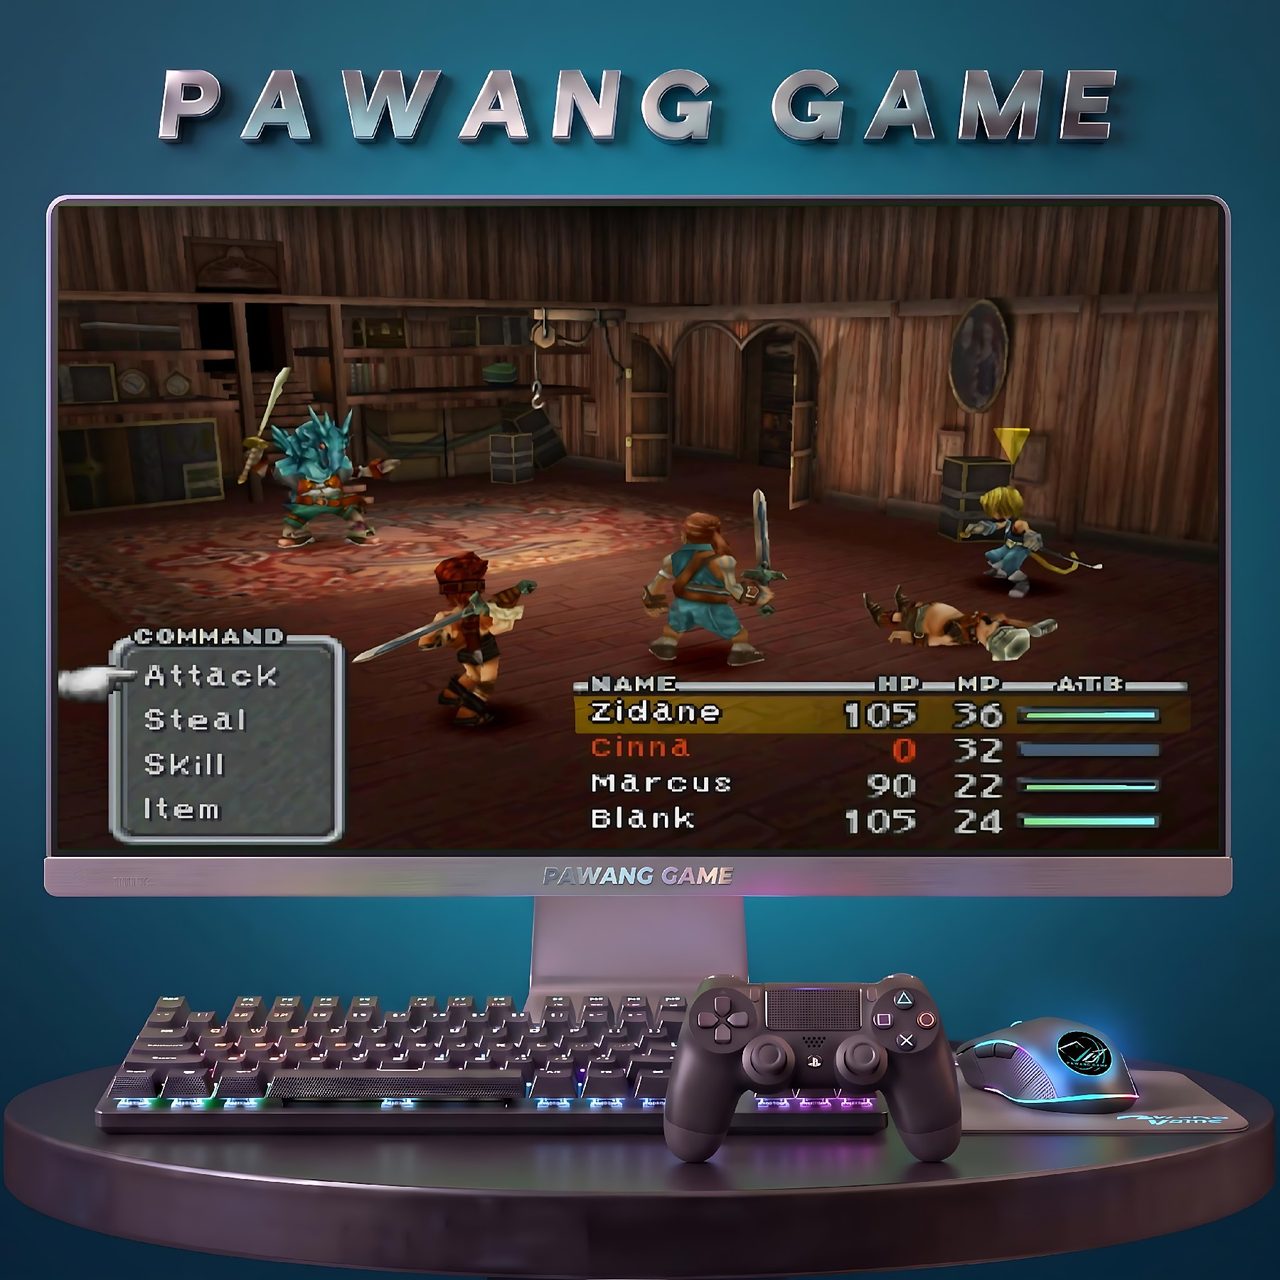 PAWANG GAME
COMMAND
Attack
Steal
Skill
Item
NAME HP MP ATB
Zidane 105 36
Cinna 0 32
Marcus 90 22
Blank 105 24
PAWANG GAME